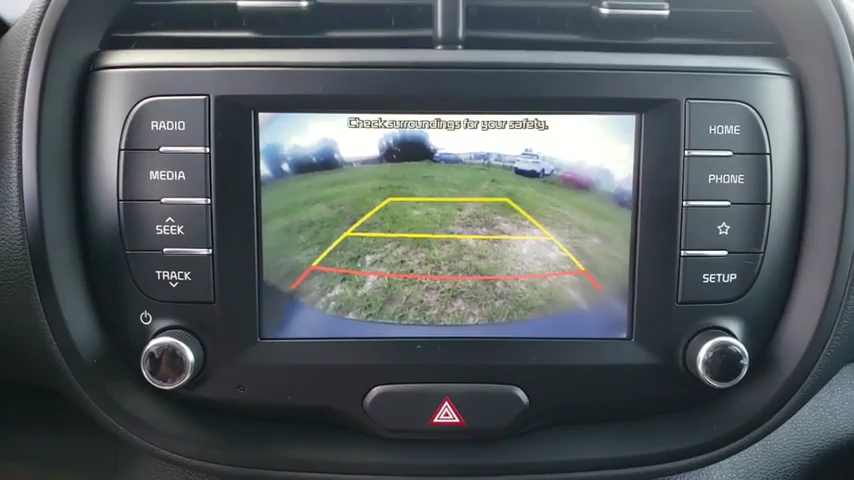 Check surroundings for your safety.
RADIO
MEDIA
SEEK
TRACK
HOME
PHONE
SETUP